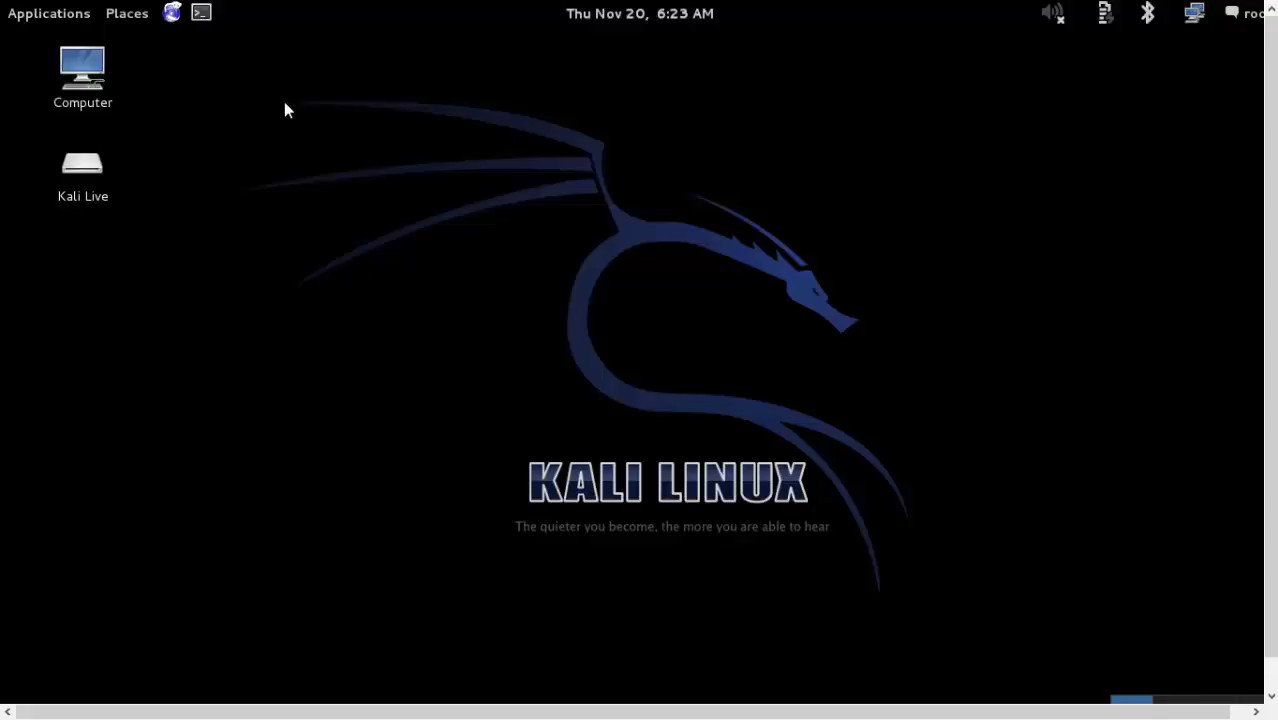 Applications Places Thu Nov 20, 6:23 AM roo
Computer
Kali Live
KALI LINUX
The quieter you become, the more you are able to hear